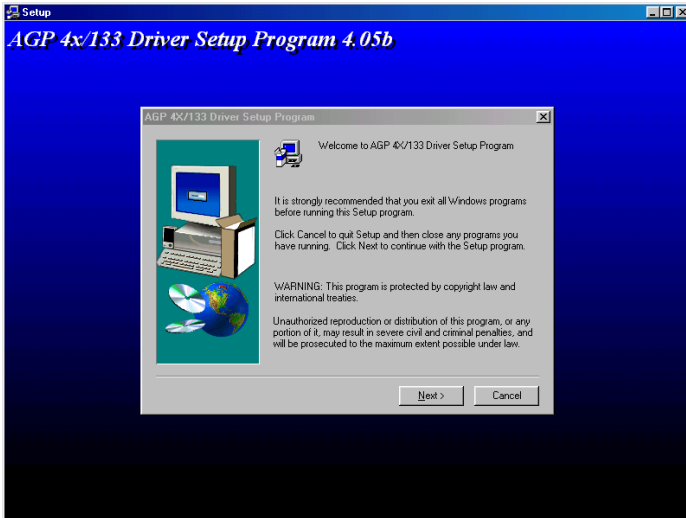 Setup
AGP 4x/133 Driver Setup Program 4.05b
AGP 4X/133 Driver Setup Program
Welcome to AGP 4X/133 Driver Setup Program
It is strongly recommended that you exit all Windows programs
before running this Setup program.
Click Cancel to quit Setup and then close any programs you
have running. Click Next to continue with the Setup program.
WARNING: This program is protected by copyright law and
international treaties.
Unauthorized reproduction or distribution of this program, or any
portion of it, may result in severe civil and criminal penalties, and
will be prosecuted to the maximum extent possible under law.
Next >
Cancel